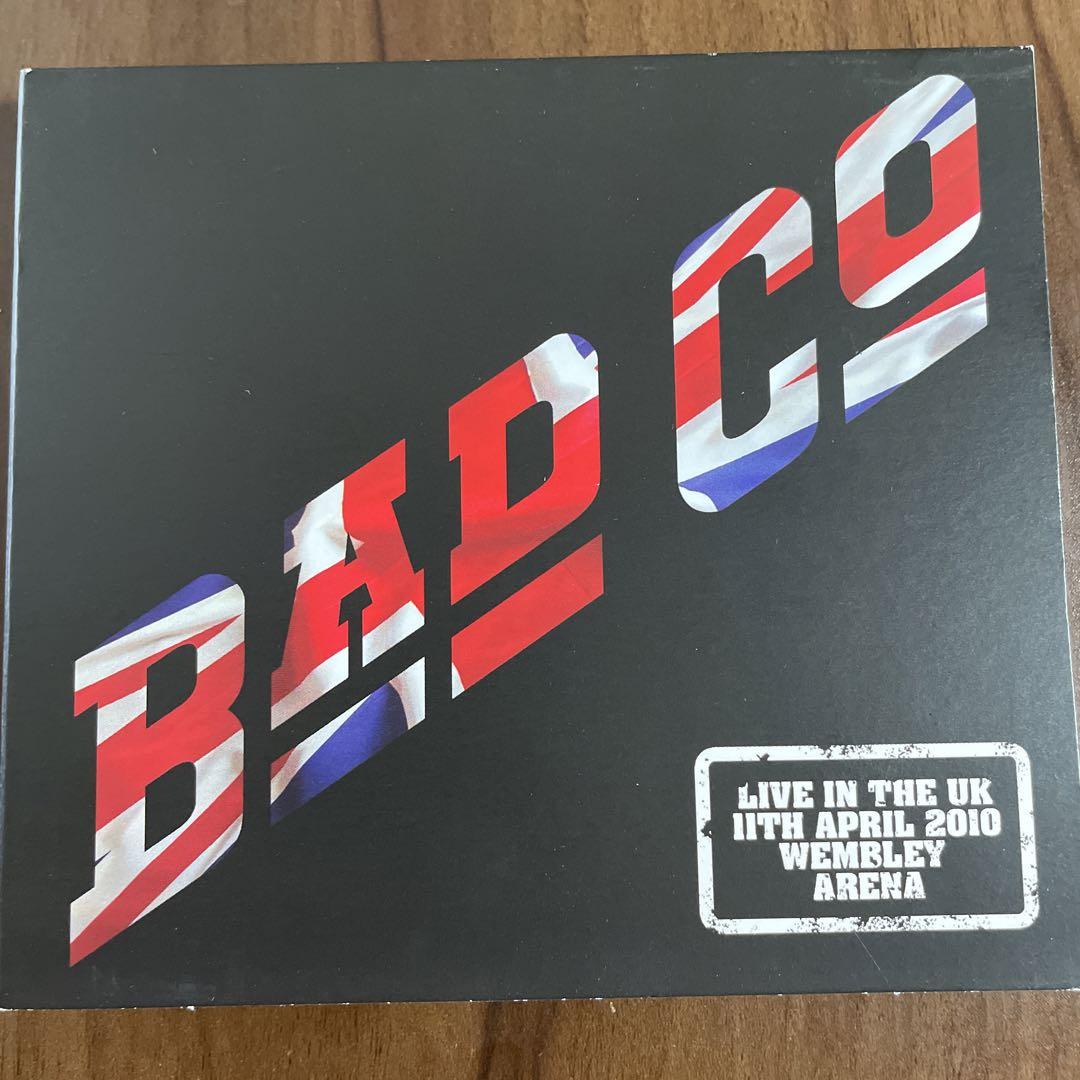 BAD CO
LIVE IN THE UK
11TH APRIL 2010
WEMBLEY
ARENA